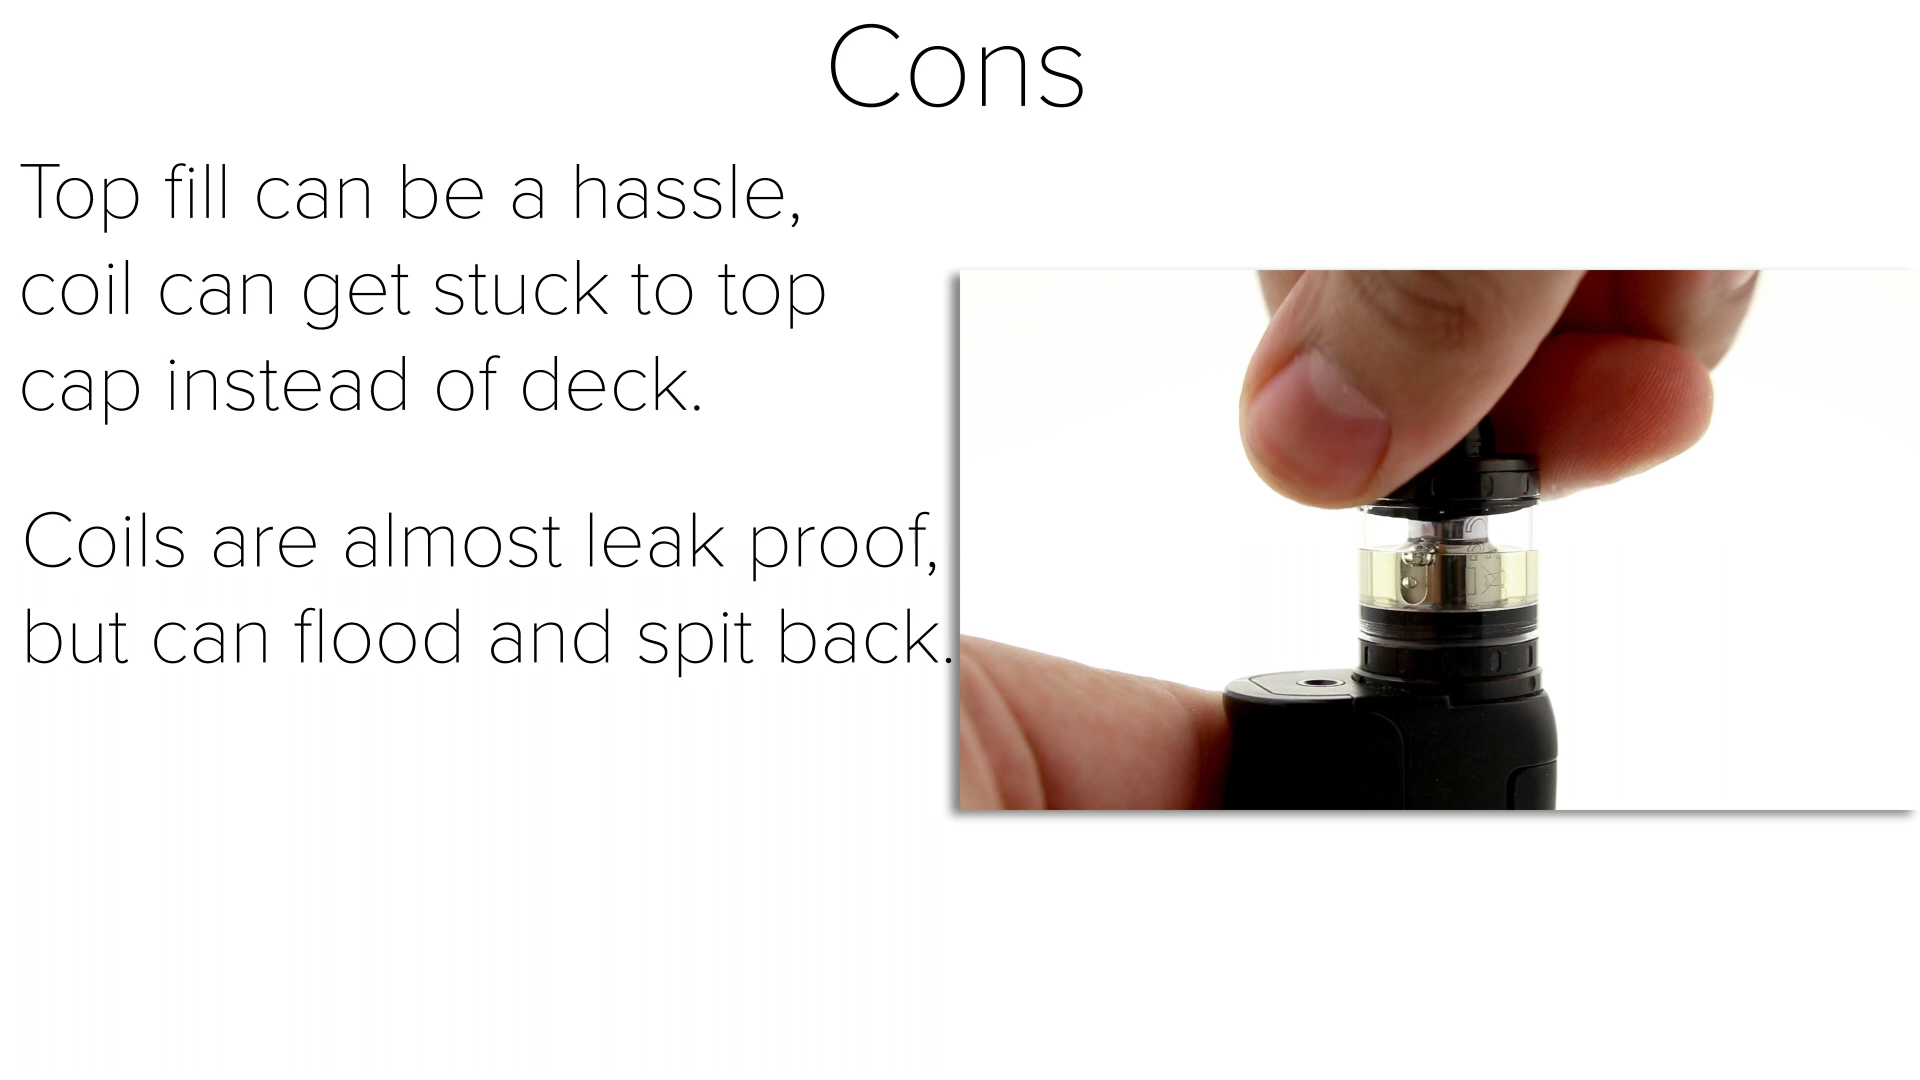 Cons
Top fill can be a hassle,
coil can get stuck to top
cap instead of deck.
Coils are almost leak proof,
but can flood and spit back.